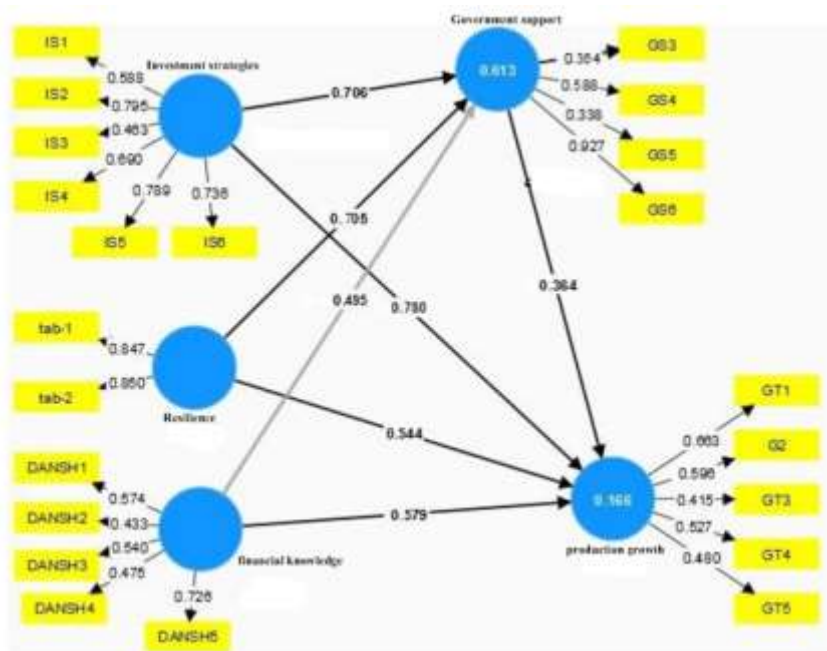 Government support
IS1
Investment strategies
GS3
0.588
0.364
IS2
0.613
0.795
0.706
0.588
GS4
IS3
0.463
0.338
0.690
0.927
GS5
IS4
0.789
0.736
GS6
IS5
IS6
0.705
0.364
0.495
0.780
tab-1
0.847
tab-2
0.850
GT1
Resilience
0.544
0.663
G2
0.596
DANSH1
0.415
GT3
0.574
0.166
DANSH2
0.433
0.579
0.527
0.540
GT4
DANSH3
financial knowledge
production growth
0.475
0.480
DANSH4
0.726
GT5
DANSH5